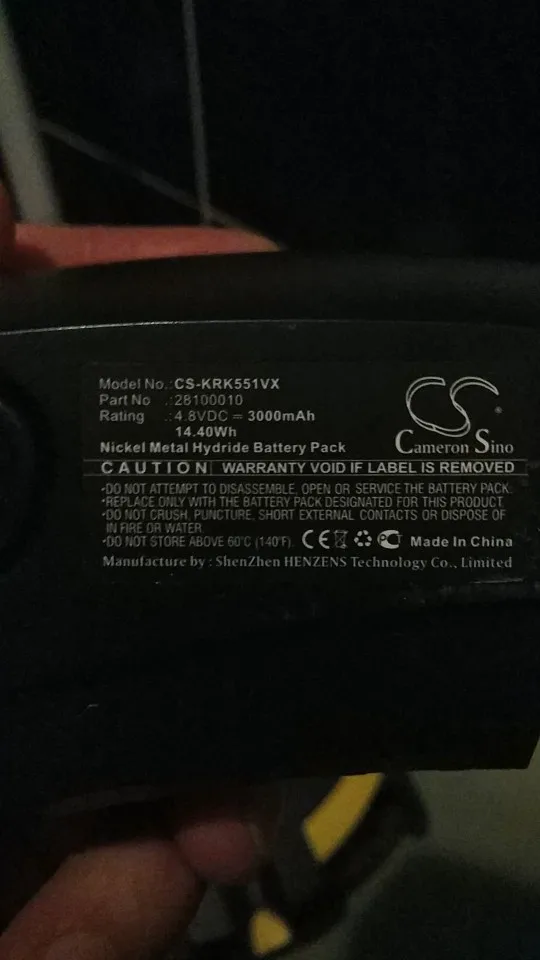 Model No.:CS-KRK551VX
Part No .:28100010
Rating .:4.8VDC = 3000mAh
14.40Wh
Nickel Metal Hydride Battery Pack
CS
Cameron Sino
CAUTION WARRANTY VOID IF LABEL IS REMOVED
•DO NOT ATTEMPT TO DISASSEMBLE, OPEN OR SERVICE THE BATTERY PACK.
•REPLACE ONLY WITH THE BATTERY PACK DESIGNATED FOR THIS PRODUCT.
•DO NOT CRUSH, PUNCTURE, SHORT EXTERNAL CONTACTS OR DISPOSE OF
IN FIRE OR WATER.
•DO NOT STORE ABOVE 60°C (140°F). CE PCT Made In China
Manufacture by : ShenZhen HENZENS Technology Co., Limited